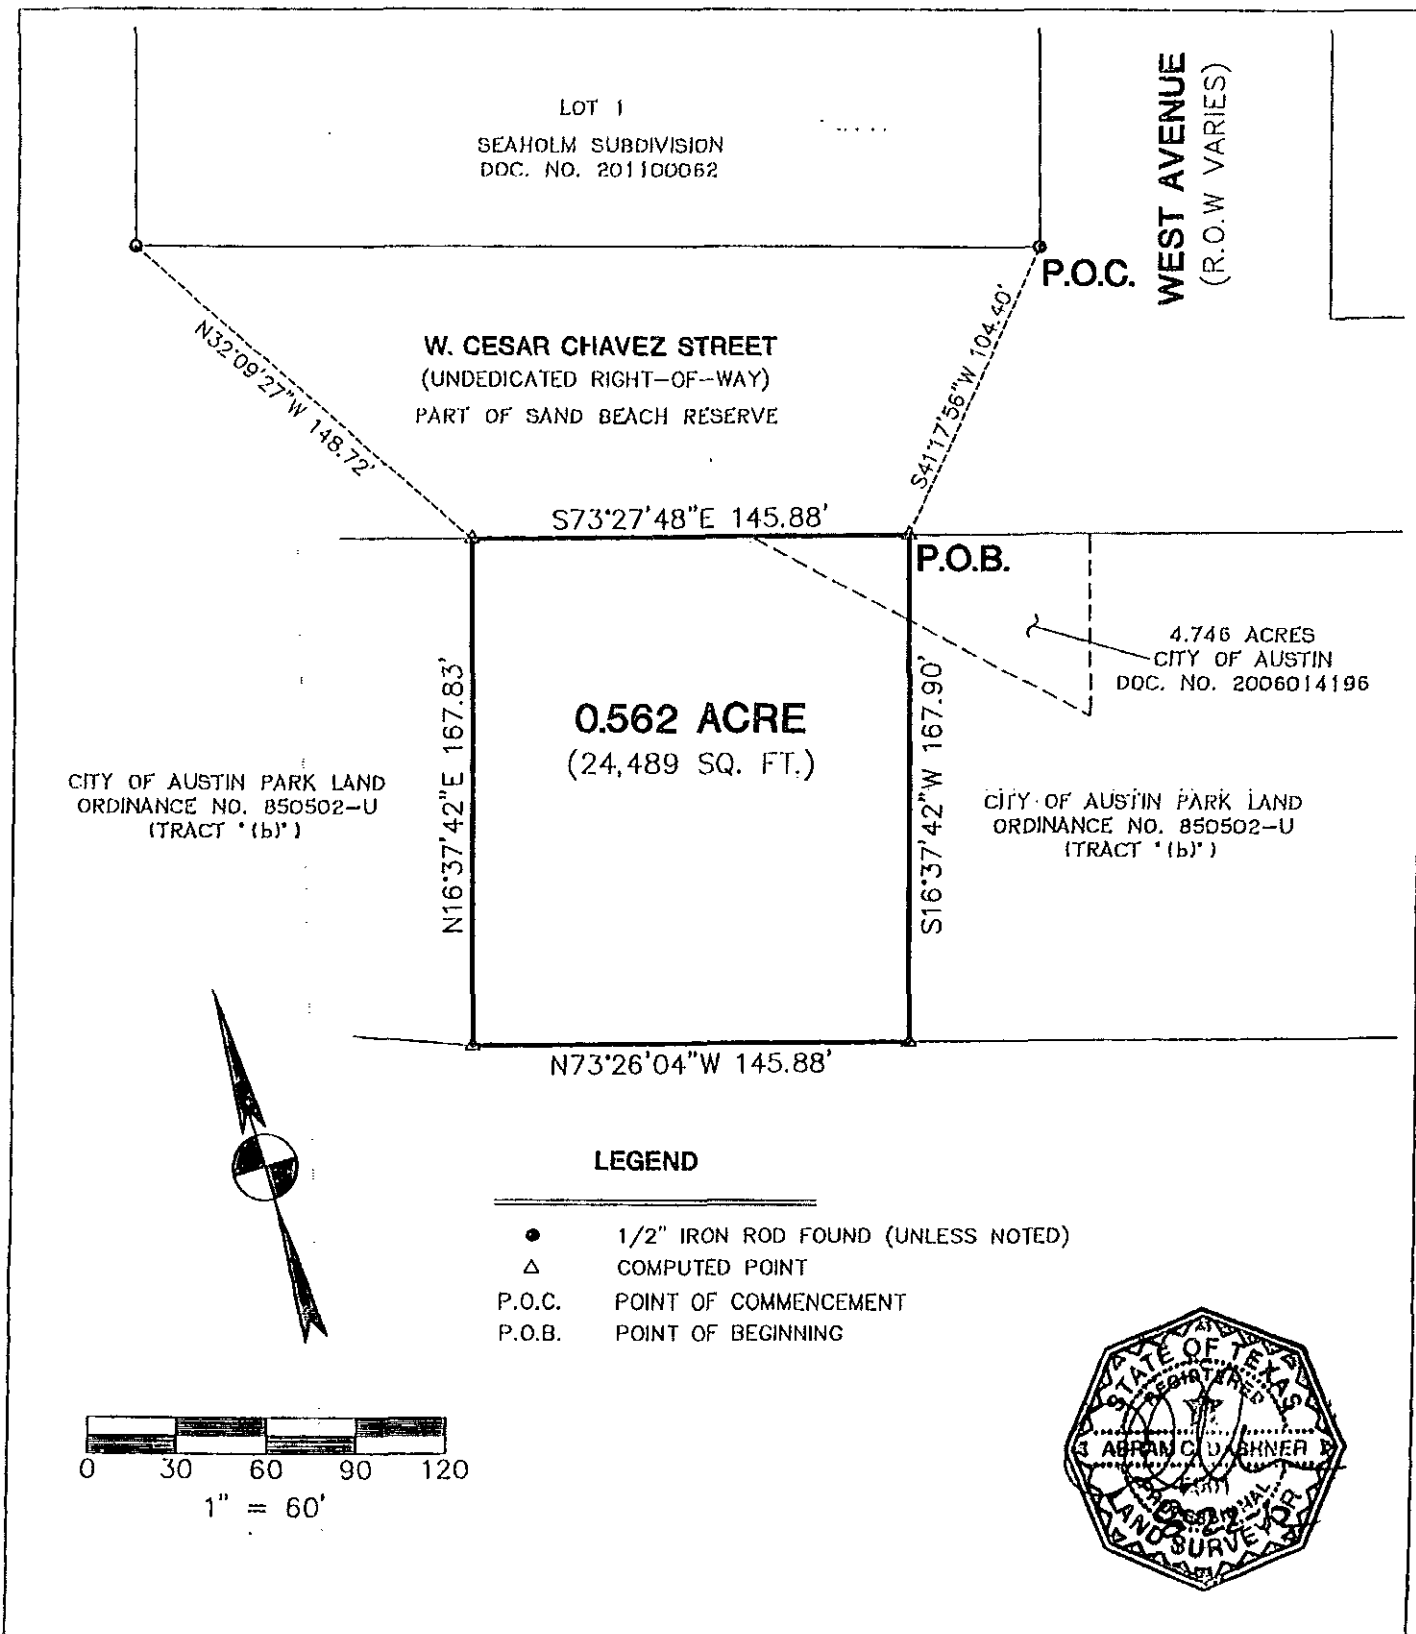 LOT 1
SEAHOLM SUBDIVISION
DOC. NO. 201100062
WEST AVENUE
(R.O.W VARIES)
P.O.C.
N32°09'27"W 148.72'
W. CESAR CHAVEZ STREET
(UNDEDICATED RIGHT-OF-WAY)
PART OF SAND BEACH RESERVE
S41°17'56"W 104.40'
S73°27'48"E 145.88'
P.O.B.
4.746 ACRES
CITY OF AUSTIN
DOC. NO. 2006014196
N16°37'42"E 167.83'
0.562 ACRE
(24,489 SQ. FT.)
S16°37'42"W 167.90'
CITY OF AUSTIN PARK LAND
ORDINANCE NO. 850502-U
(TRACT "(b)")
CITY OF AUSTIN PARK LAND
ORDINANCE NO. 850502-U
(TRACT "(b)")
N73°26'04"W 145.88'
LEGEND
1/2" IRON ROD FOUND (UNLESS NOTED)
COMPUTED POINT
P.O.C. POINT OF COMMENCEMENT
P.O.B. POINT OF BEGINNING
0 30 60 90 120
1" = 60'
STATE OF TEXAS
REGISTERED
ABRAM C. DASHNER
PROFESSIONAL
LAND SURVEYOR